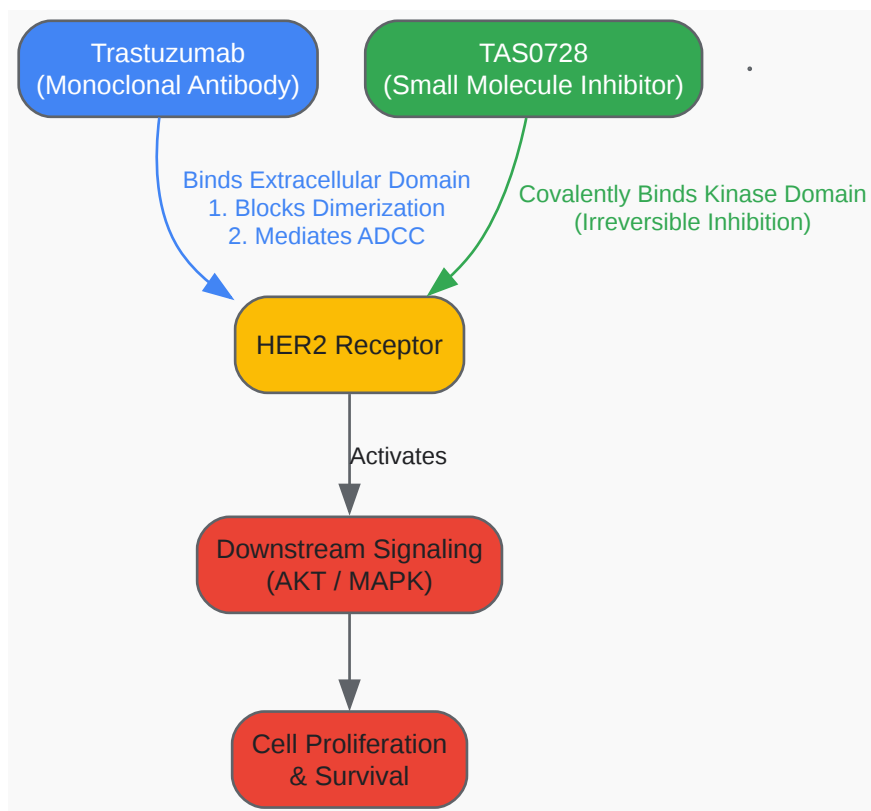 Trastuzumab
(Monoclonal Antibody)
TAS0728
(Small Molecule Inhibitor)
Binds Extracellular Domain
1. Blocks Dimerization
2. Mediates ADCC
Covalently Binds Kinase Domain
(Irreversible Inhibition)
HER2 Receptor
Activates
Downstream Signaling
(AKT / MAPK)
Cell Proliferation
& Survival